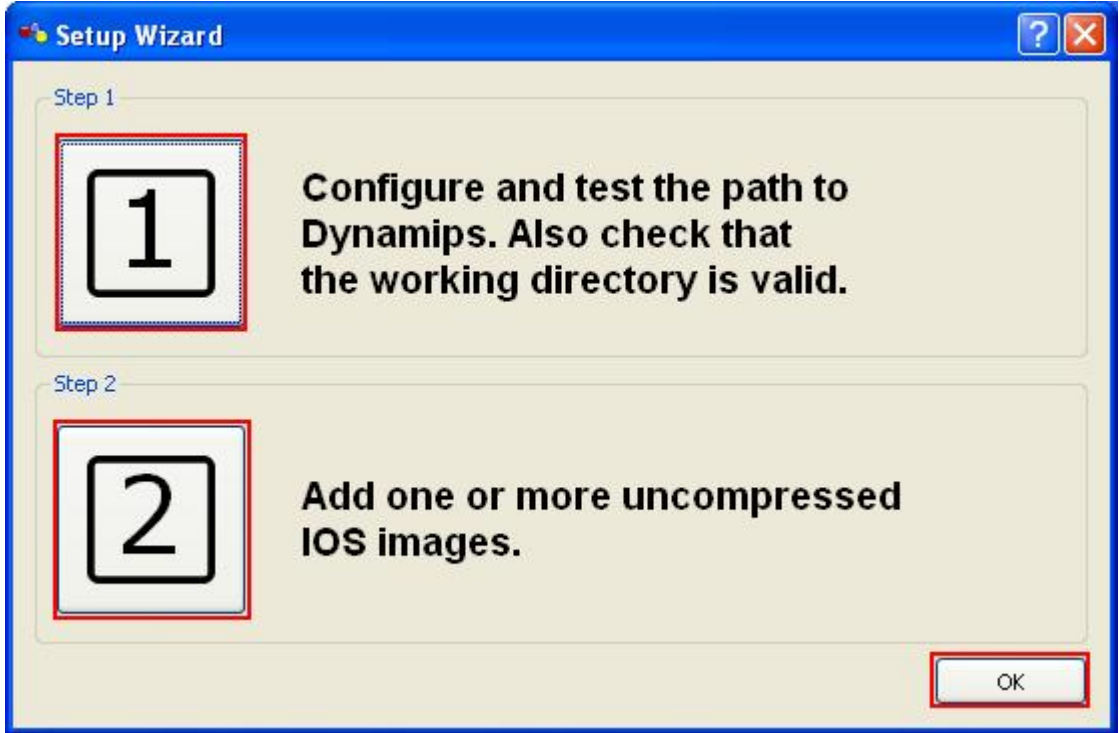 Setup Wizard
?
Step 1
1
Configure and test the path to
Dynamips. Also check that
the working directory is valid.
Step 2
2
Add one or more uncompressed
IOS images.
OK